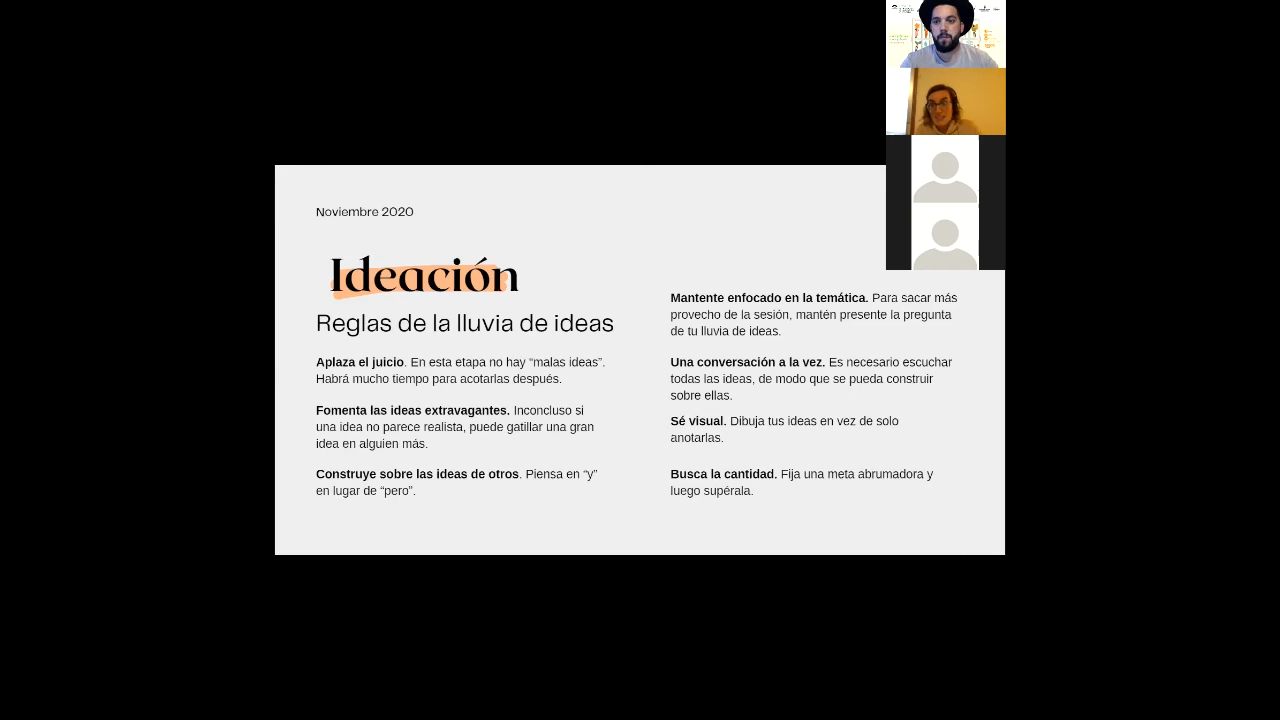 Noviembre 2020
Ideación
Reglas de la lluvia de ideas
Aplaza el juicio. En esta etapa no hay “malas ideas”.
Habrá mucho tiempo para acotarlas después.
Fomenta las ideas extravagantes. Inconcluso si
una idea no parece realista, puede gatillar una gran
idea en alguien más.
Construye sobre las ideas de otros. Piensa en “y”
en lugar de “pero”.
Mantente enfocado en la temática. Para sacar más
provecho de la sesión, mantén presente la pregunta
de tu lluvia de ideas.
Una conversación a la vez. Es necesario escuchar
todas las ideas, de modo que se pueda construir
sobre ellas.
Sé visual. Dibuja tus ideas en vez de solo
anotarlas.
Busca la cantidad. Fija una meta abrumadora y
luego supérala.